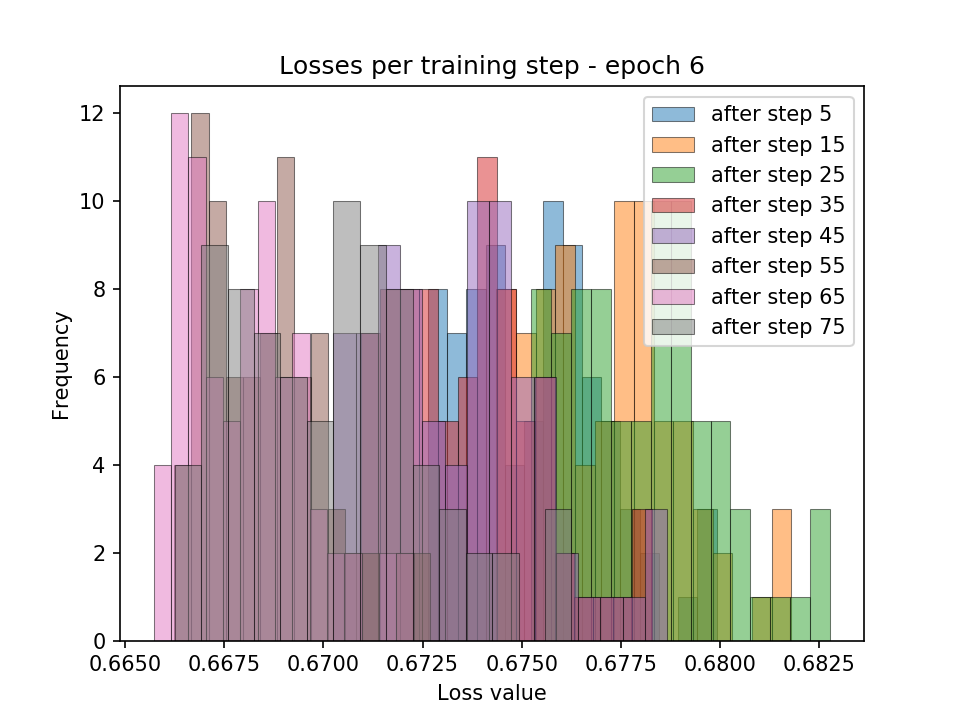 Losses per training step - epoch 6
12
10
8
6
4
2
0
Frequency
after step 5
after step 15
after step 25
after step 35
after step 45
after step 55
after step 65
after step 75
0.6650 0.6675 0.6700 0.6725 0.6750 0.6775 0.6800 0.6825
Loss value